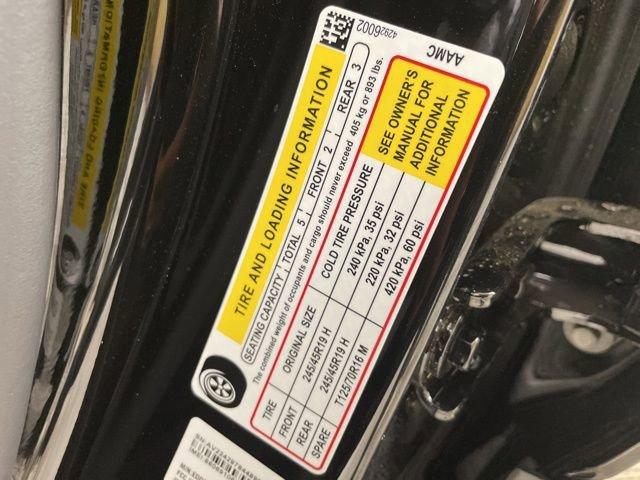 42926002
AAMC
TIRE AND LOADING INFORMATION
SEATING CAPACITY TOTAL 5 FRONT 2 REAR 3
The combined weight of occupants and cargo should never exceed 405 kg or 893 lbs.
TIRE ORIGINAL SIZE COLD TIRE PRESSURE
FRONT 245/45R19 H 240 kPa, 35 psi
REAR 245/45R19 H 220 kPa, 32 psi
SPARE T125/70R16 M 420 kPa, 60 psi
SEE OWNER'S
MANUAL FOR
ADDITIONAL
INFORMATION